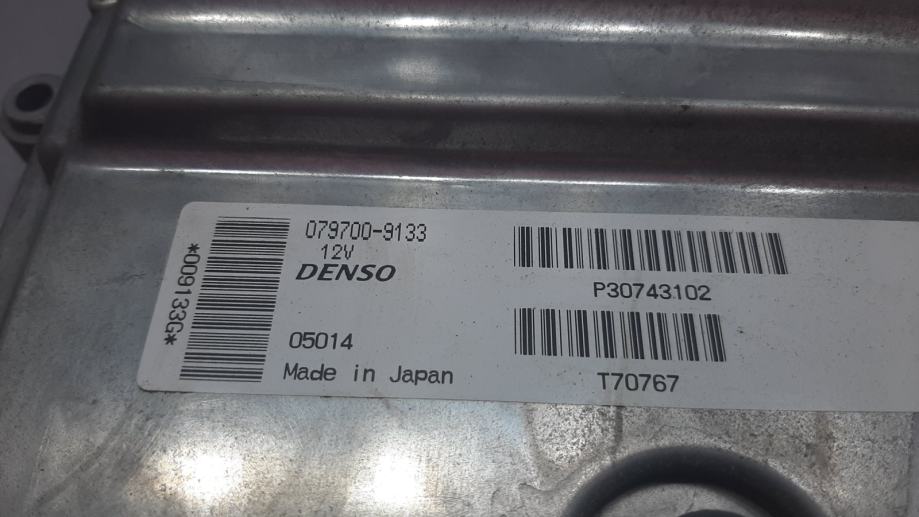 *009133G*
079700-9133
12V
DENSO
05014
Made in Japan
P30743102
T70767